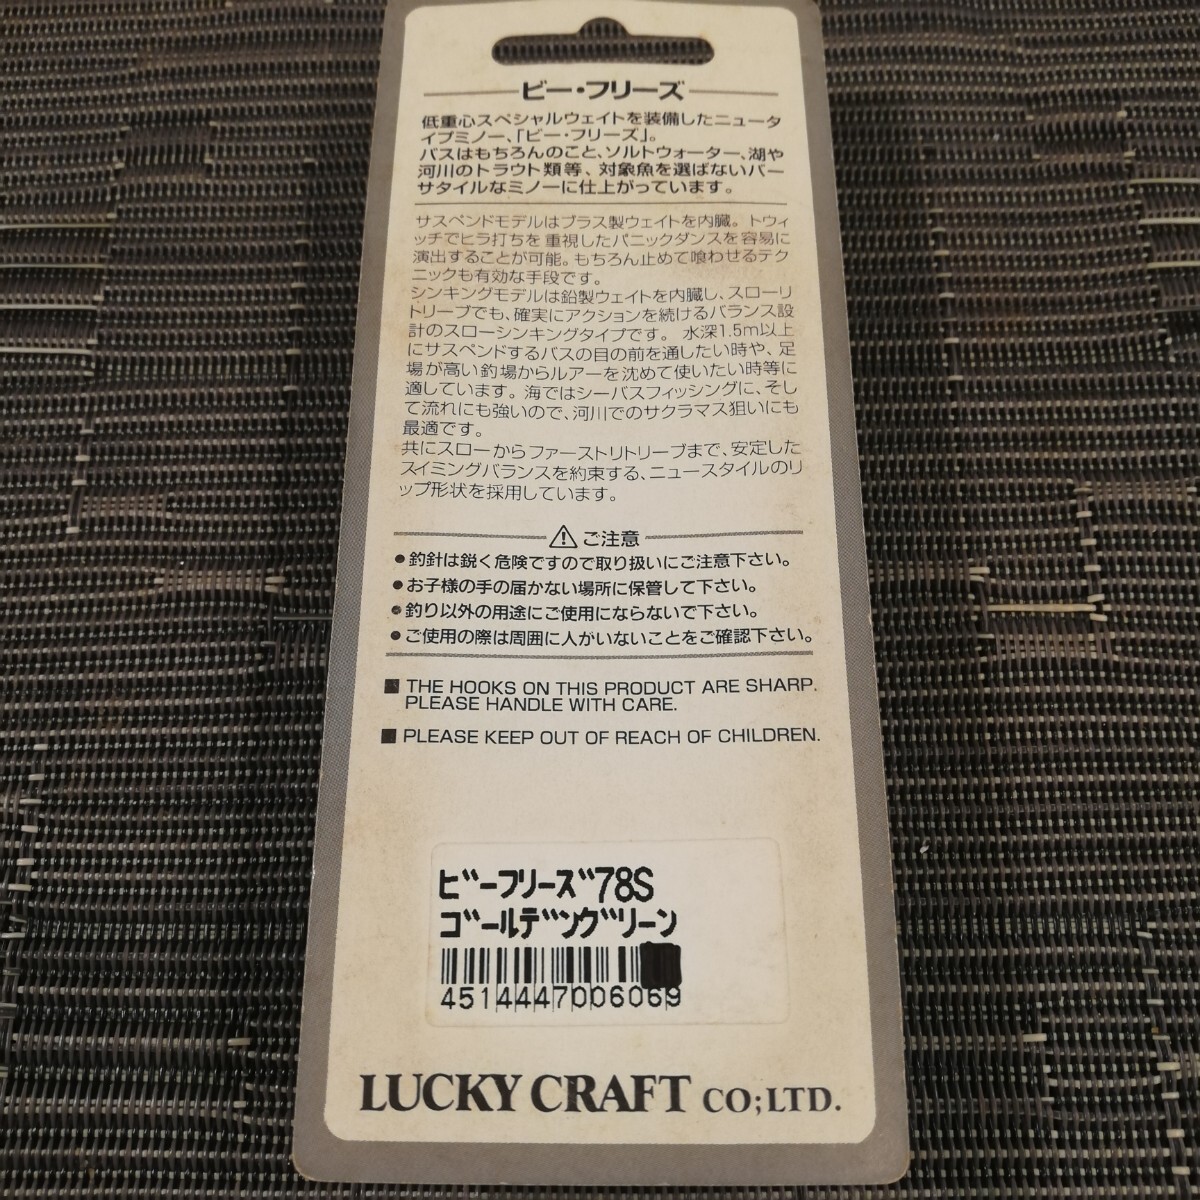 ビー・フリーズ
低重心スペシャルウェイトを装備したニュータ
イプミノー、「ビー・フリーズ」。
バスはもちろんのこと、ソルトウォーター、湖や
河川のトラウト類等、対象魚を選ばないバー
サタイルなミノーに仕上がっています。
サスペンドモデルはブラス製ウェイトを内臓。トウィ
ッチでヒラ打ちを重視したパニックダンスを容易に
演出することが可能。もちろん止めて喰わせるテク
ニックも有効な手段です。
シンキングモデルは鉛製ウェイトを内臓し、スローリ
トリーブでも、確実にアクションを続けるバランス設
計のスローシンキングタイプです。 水深1.5m以上
にサスペンドするバスの目の前を通したい時や、足
場が高い釣場からルアーを沈めて使いたい時等に
適しています。海ではシーバスフィッシングに、そし
て流れにも強いので、河川でのサクラマス狙いにも
最適です。
共にスローからファーストリトリーブまで、安定した
スイミングバランスを約束する、ニュースタイルのリ
ップ形状を採用しています。
⚠ ご注意
●釣針は鋭く危険ですので取り扱いにご注意下さい。
●お子様の手の届かない場所に保管して下さい。
●釣り以外の用途にご使用にならないで下さい。
●ご使用の際は周囲に人がいないことをご確認下さい。
■ THE HOOKS ON THIS PRODUCT ARE SHARP.
PLEASE HANDLE WITH CARE.
■ PLEASE KEEP OUT OF REACH OF CHILDREN.
ﾋﾞｰﾌﾘｰｽﾞ78S
ｺﾞｰﾙﾃﾞﾝｸﾞﾘｰﾝ
4514447006069
LUCKY CRAFT CO;LTD.